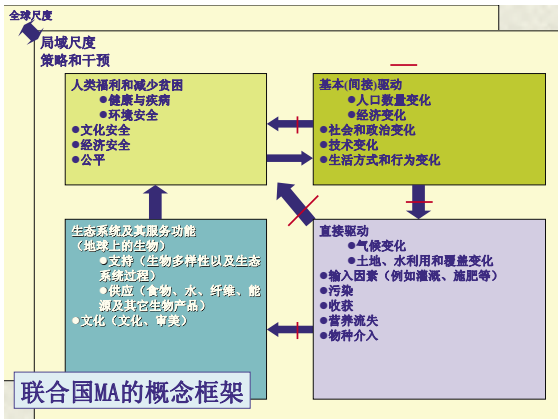 全球尺度
局域尺度
策略和干预
人类福利和减少贫困
●健康与疾病
●环境安全
●文化安全
●经济安全
●公平
基本(间接)驱动
●人口数量变化
●经济变化
●社会和政治变化
●技术变化
●生活方式和行为变化
生态系统及其服务功能
（地球上的生物）
●支持（生物多样性以及生态
系统过程）
●供应（食物、水、纤维、能
源及其它生物产品）
●文化（文化、审美）
直接驱动
●气候变化
●土地、水利用和覆盖变化
●输入因素（例如灌溉、施肥等）
●污染
●收获
●营养流失
●物种介入
联合国MA的概念框架